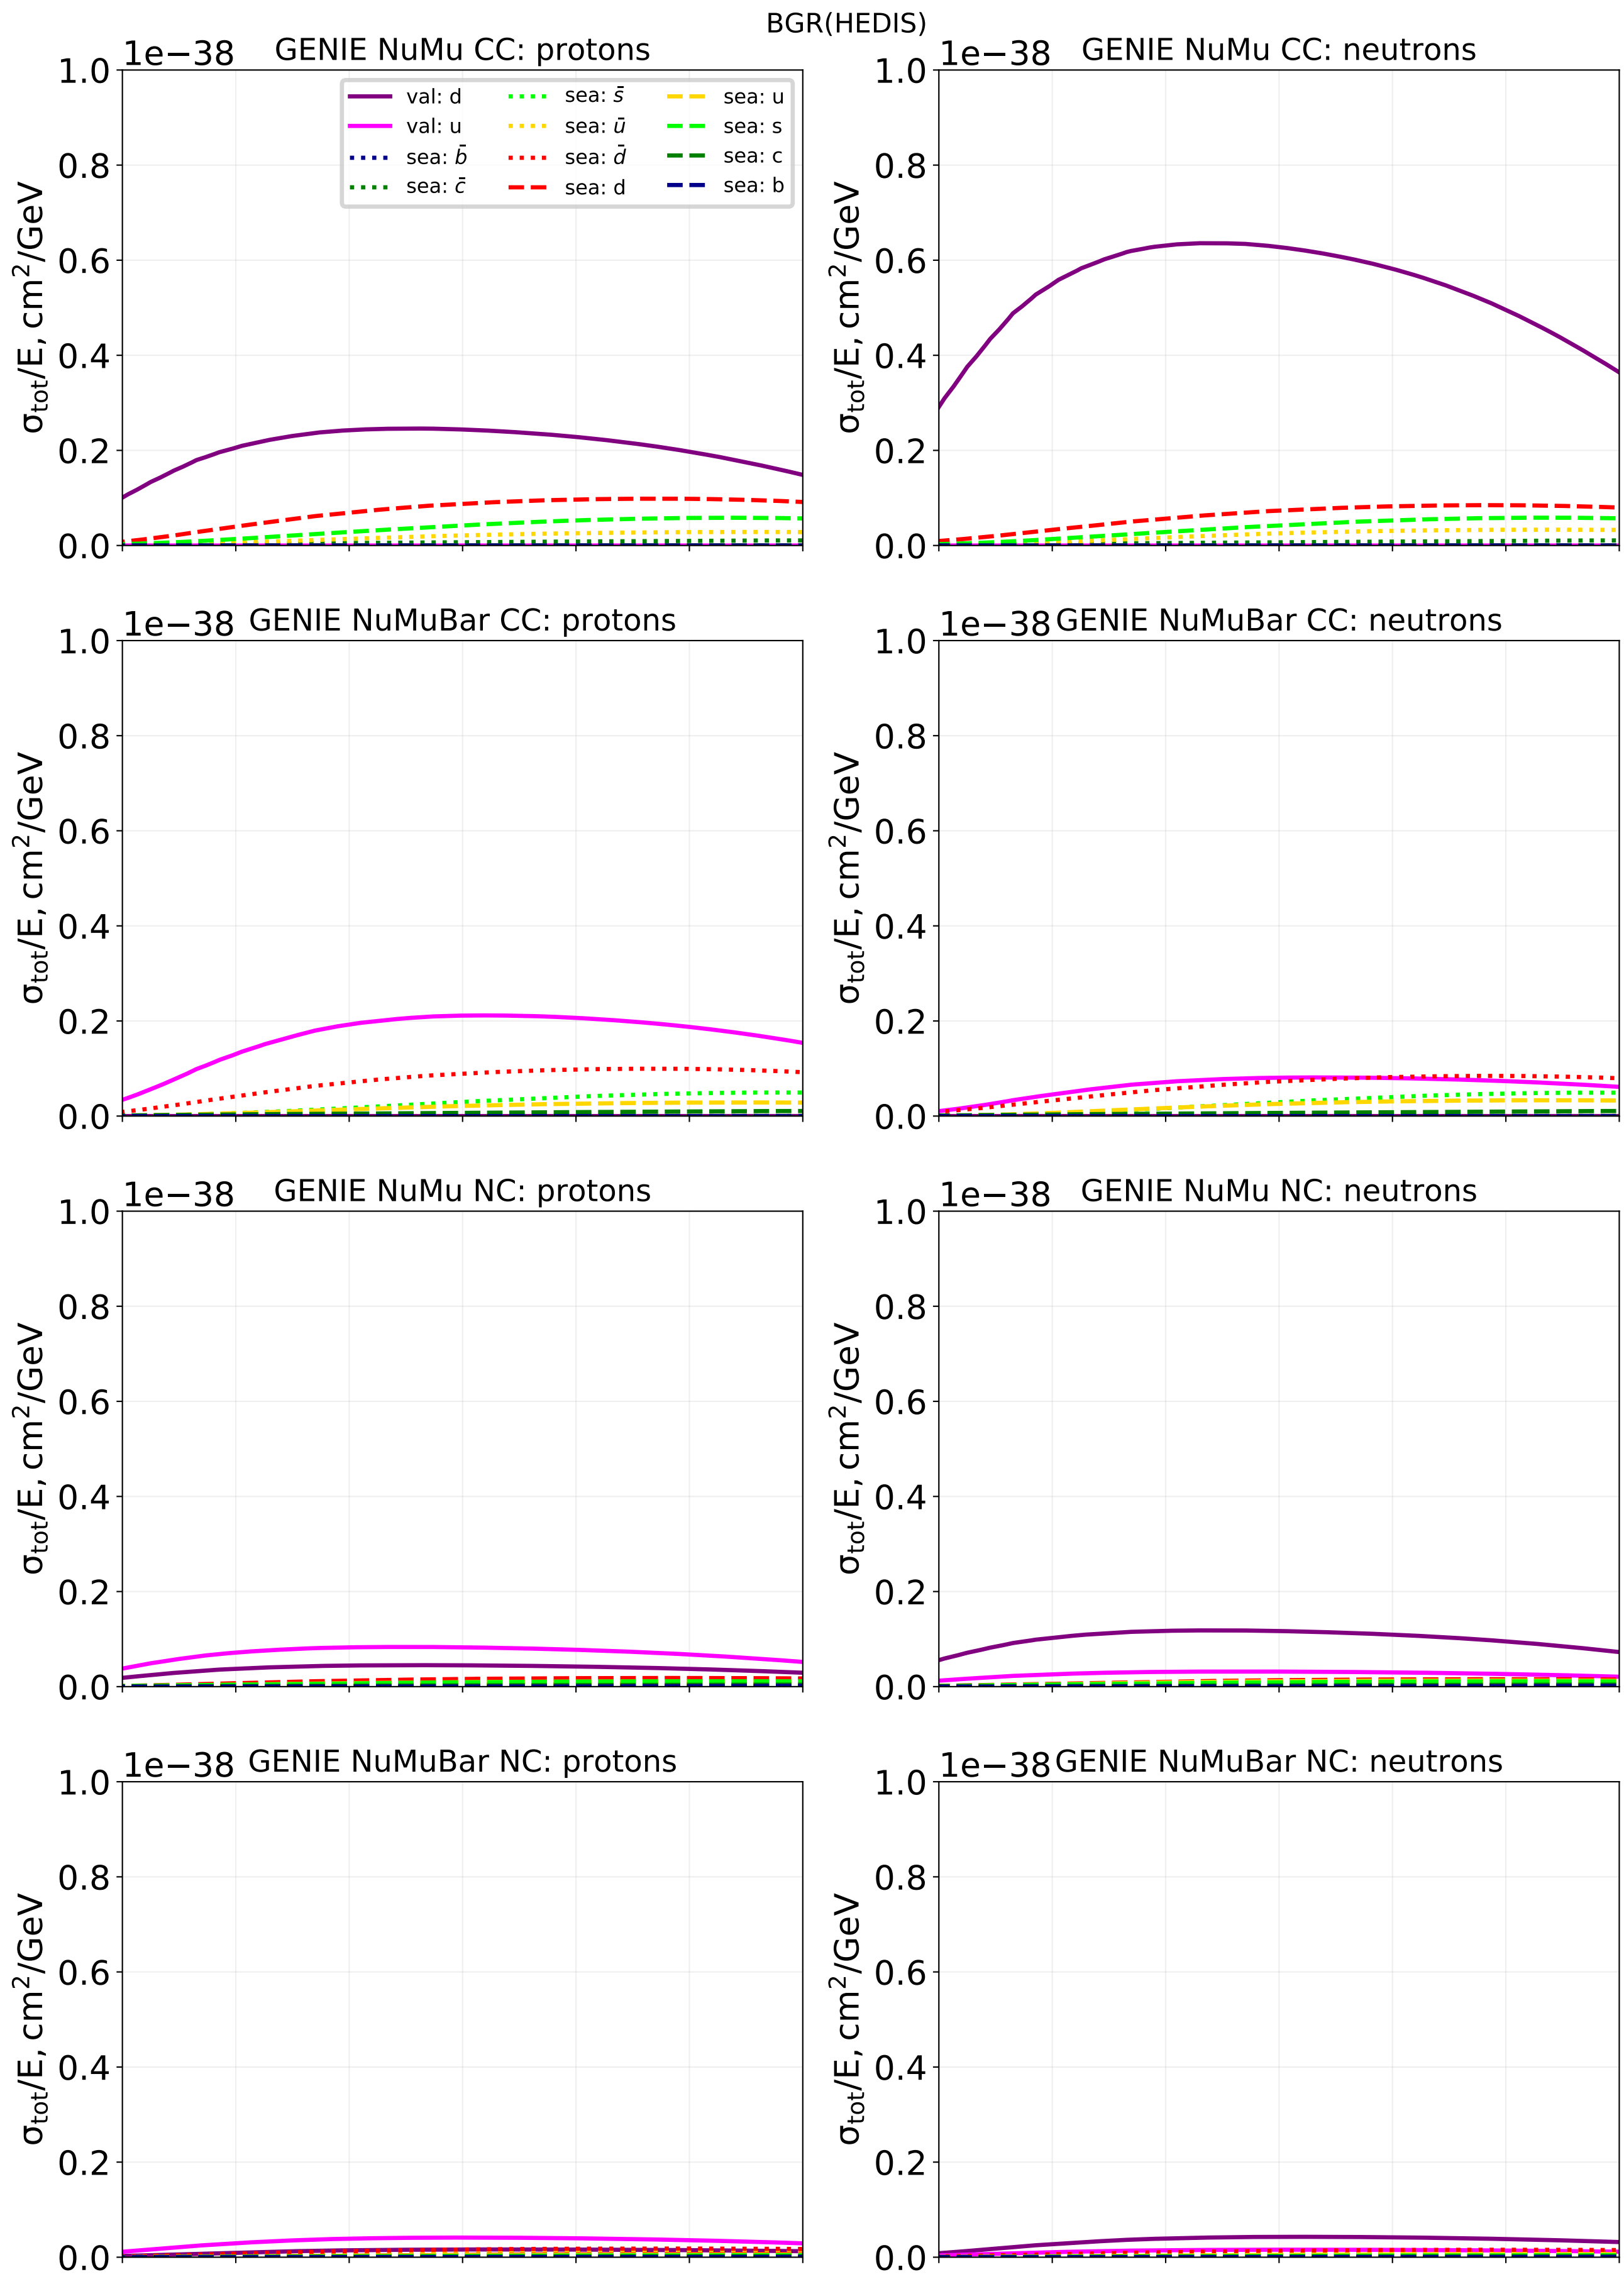 BGR(HEDIS)
1e−38 GENIE NuMu CC: protons
1.0
0.8
0.6
0.4
0.2
0.0
σtot/E, cm²/GeV
val: d
val: u
sea: b̄
sea: c̄
sea: s̄
sea: ū
sea: d̄
sea: d
sea: u
sea: s
sea: c
sea: b
1e−38 GENIE NuMu CC: neutrons
1.0
0.8
0.6
0.4
0.2
0.0
σtot/E, cm²/GeV
1e−38 GENIE NuMuBar CC: protons
1.0
0.8
0.6
0.4
0.2
0.0
σtot/E, cm²/GeV
1e−38 GENIE NuMuBar CC: neutrons
1.0
0.8
0.6
0.4
0.2
0.0
σtot/E, cm²/GeV
1e−38 GENIE NuMu NC: protons
1.0
0.8
0.6
0.4
0.2
0.0
σtot/E, cm²/GeV
1e−38 GENIE NuMu NC: neutrons
1.0
0.8
0.6
0.4
0.2
0.0
σtot/E, cm²/GeV
1e−38 GENIE NuMuBar NC: protons
1.0
0.8
0.6
0.4
0.2
0.0
σtot/E, cm²/GeV
1e−38 GENIE NuMuBar NC: neutrons
1.0
0.8
0.6
0.4
0.2
0.0
σtot/E, cm²/GeV